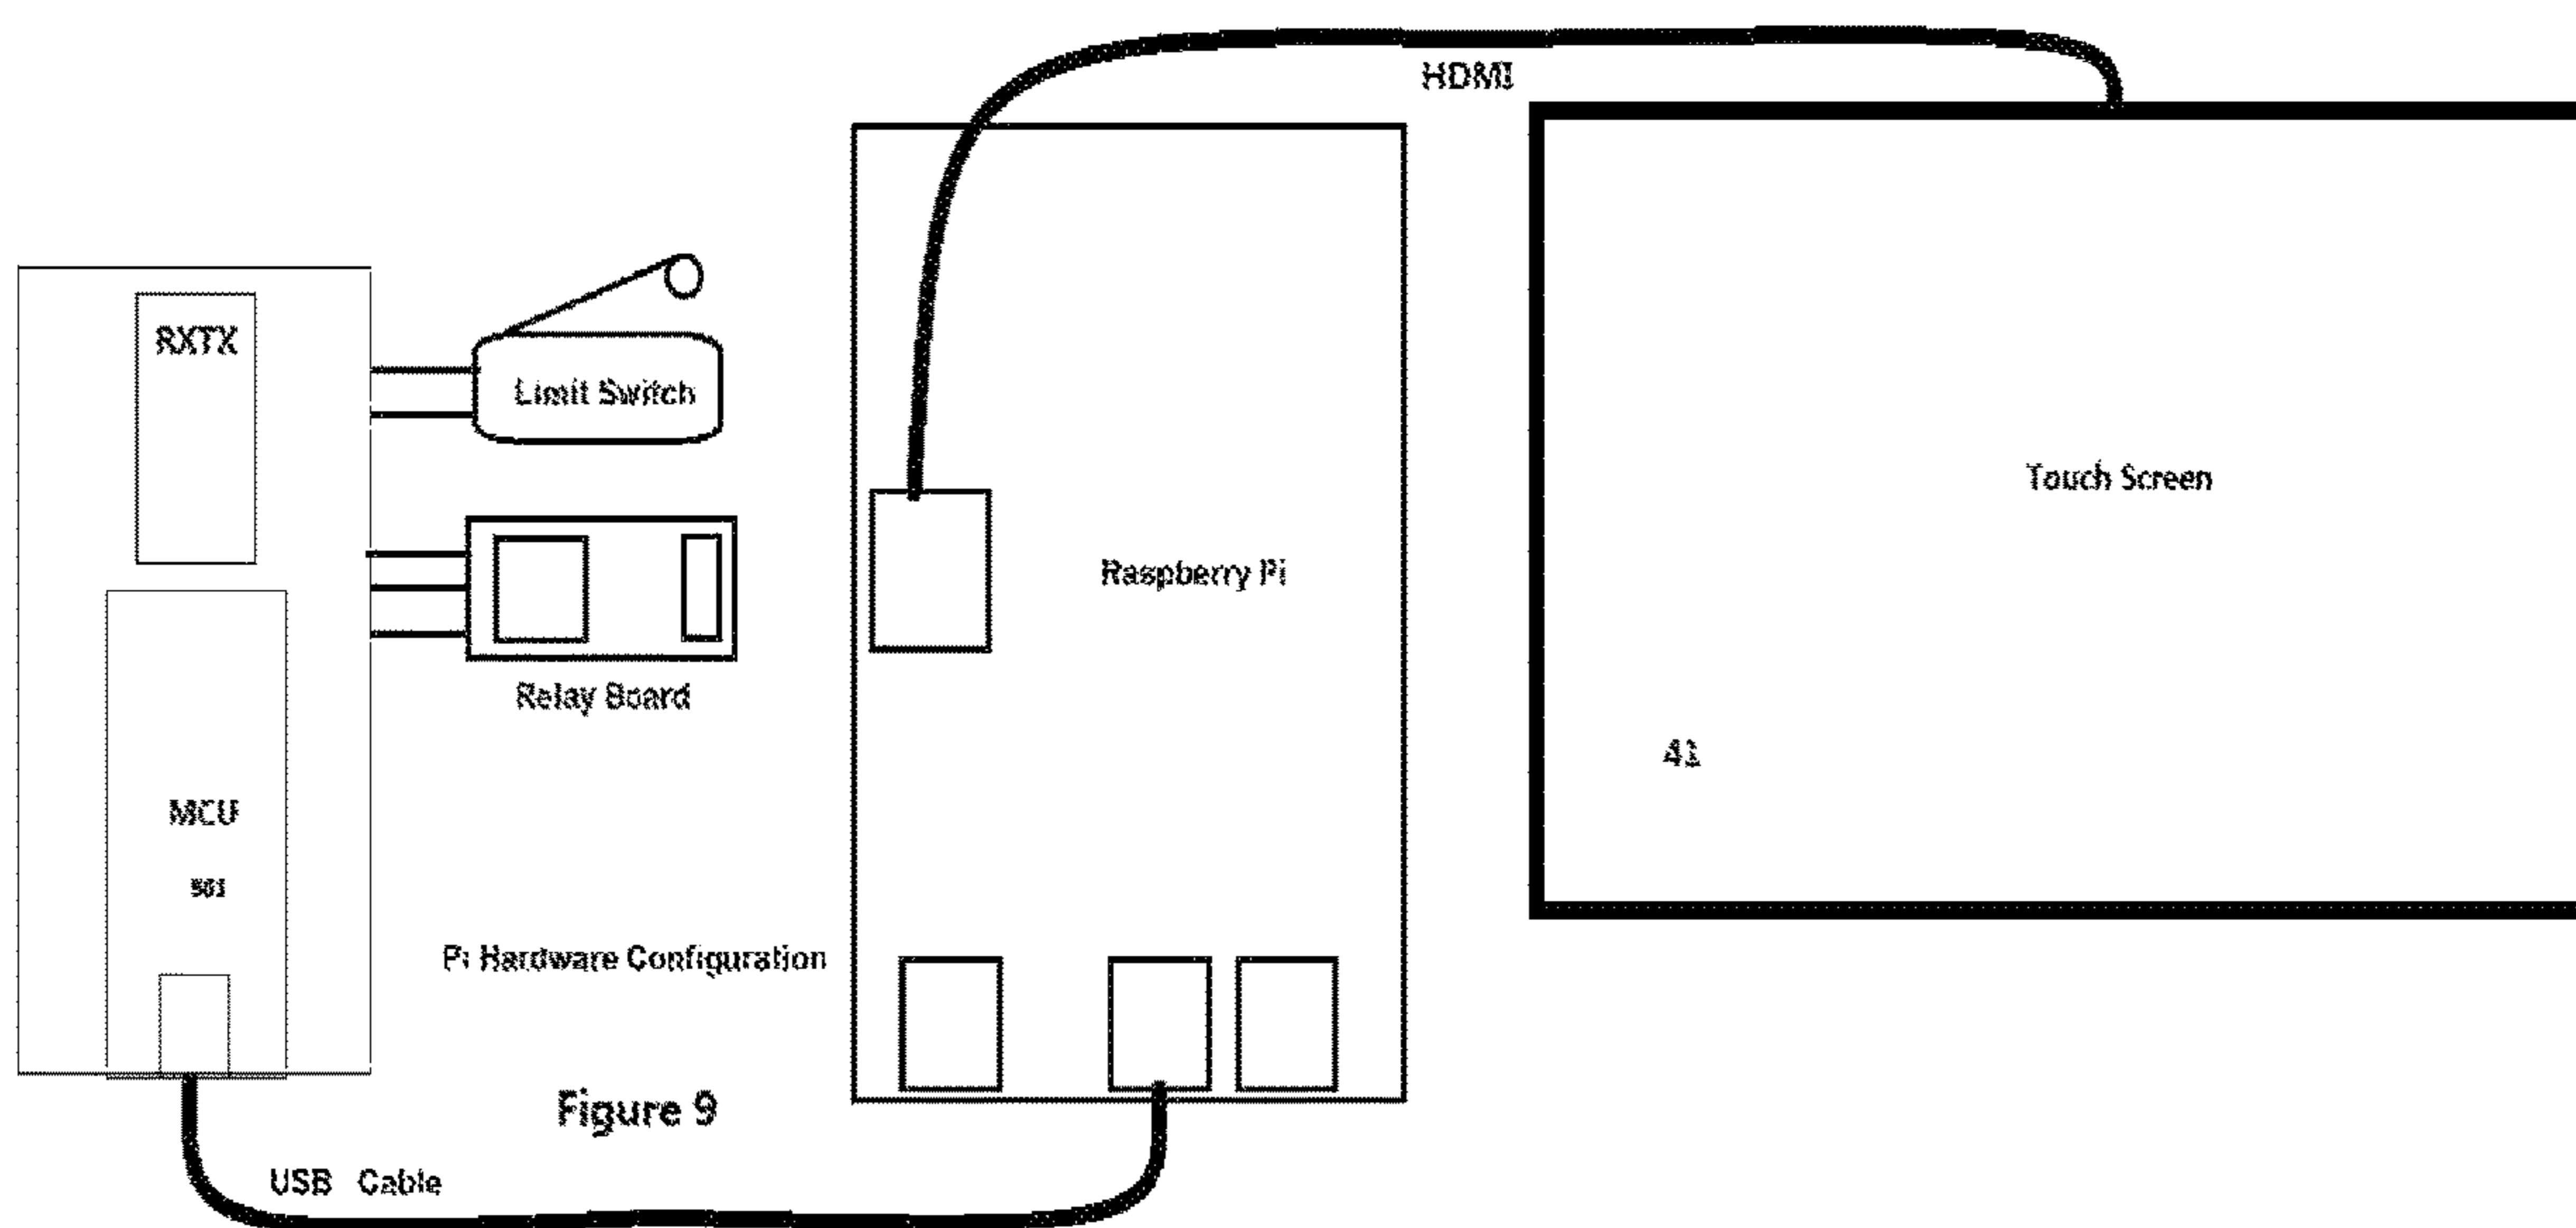 HDMI
RXTX
Limit Switch
Touch Screen
Raspberry Pi
Relay Board
41
MCU
501
Pi Hardware Configuration
Figure 9
USB Cable